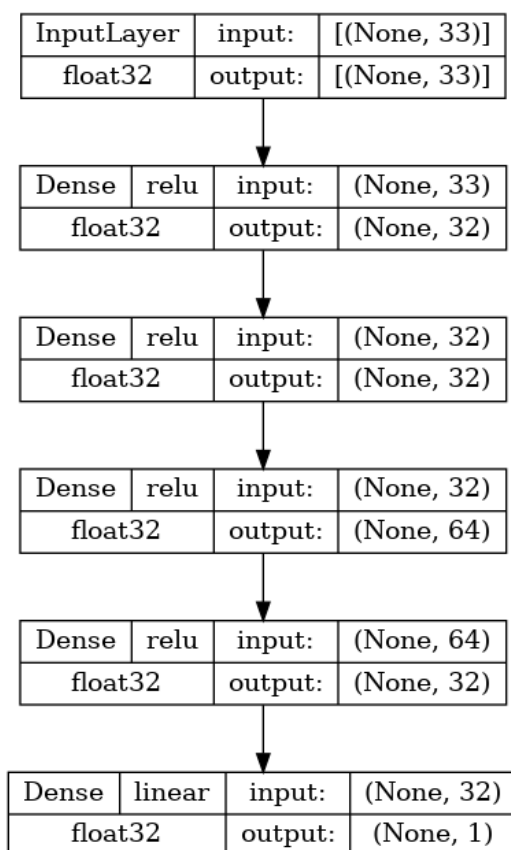 InputLayer input: [(None, 33)]
float32 output: [(None, 33)]
Dense relu input: (None, 33)
float32 output: (None, 32)
Dense relu input: (None, 32)
float32 output: (None, 32)
Dense relu input: (None, 32)
float32 output: (None, 64)
Dense relu input: (None, 64)
float32 output: (None, 32)
Dense linear input: (None, 32)
float32 output: (None, 1)